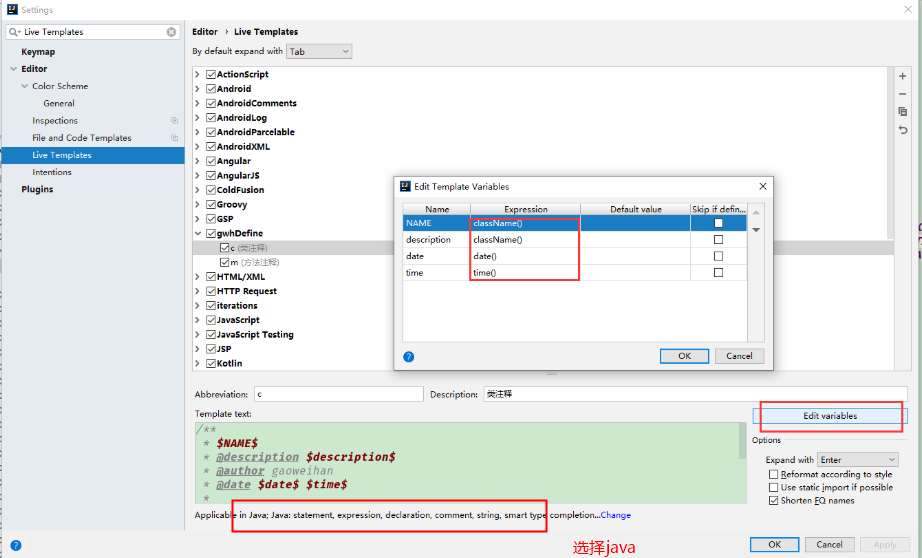 Settings
Live Templates
Keymap
Editor
Color Scheme
General
Inspections
File and Code Templates
Live Templates
Intentions
Plugins
Editor › Live Templates
By default expand with Tab
ActionScript
Android
AndroidComments
AndroidLog
AndroidParcelable
AndroidXML
Angular
AngularJS
ColdFusion
Groovy
GSP
gwhDefine
c (类注释)
m (方法注释)
HTML/XML
HTTP Request
iterations
JavaScript
JavaScript Testing
JSP
Kotlin
Edit Template Variables
Name Expression Default value Skip if defin...
NAME className()
description className()
date date()
time time()
OK Cancel
Abbreviation: c Description: 类注释
Template text:
/**
* $NAME$
* @description $description$
* @author gaoweihan
* @date $date$ $time$
*
Edit variables
Options
Expand with Enter
Reformat according to style
Use static import if possible
Shorten FQ names
Applicable in Java; Java: statement, expression, declaration, comment, string, smart type completion...Change
选择java
OK Cancel Apply